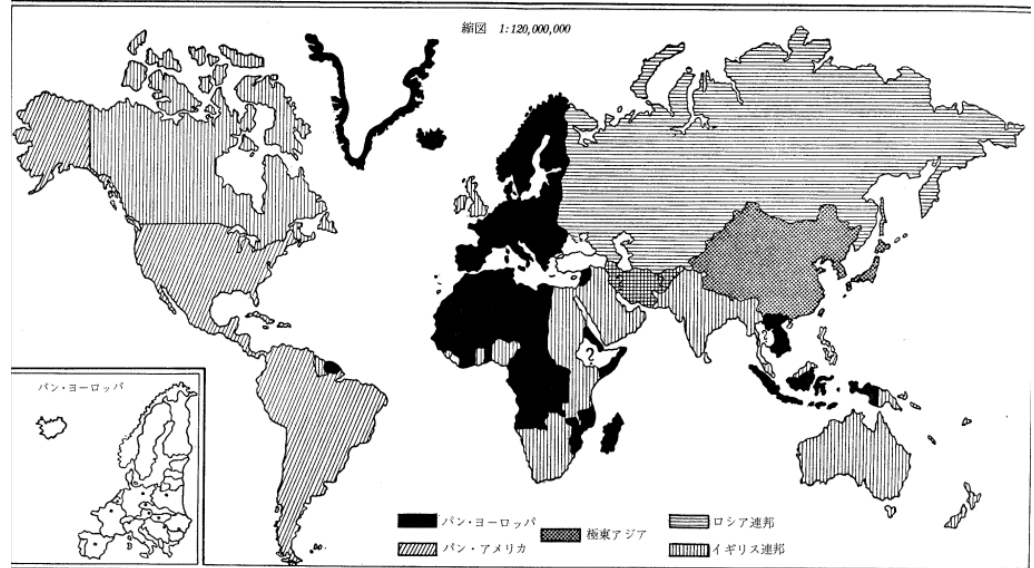 縮図 1:120,000,000
?
?
パン・ヨーロッパ
パン・ヨーロッパ
パン・アメリカ
極東アジア
ロシア連邦
イギリス連邦